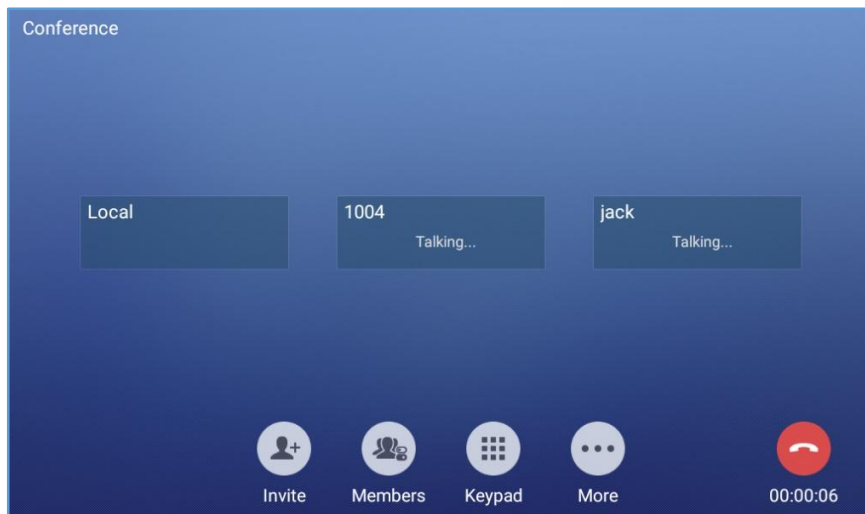 Conference
Local
1004
Talking...
jack
Talking...
Invite
Members
Keypad
More
00:00:06